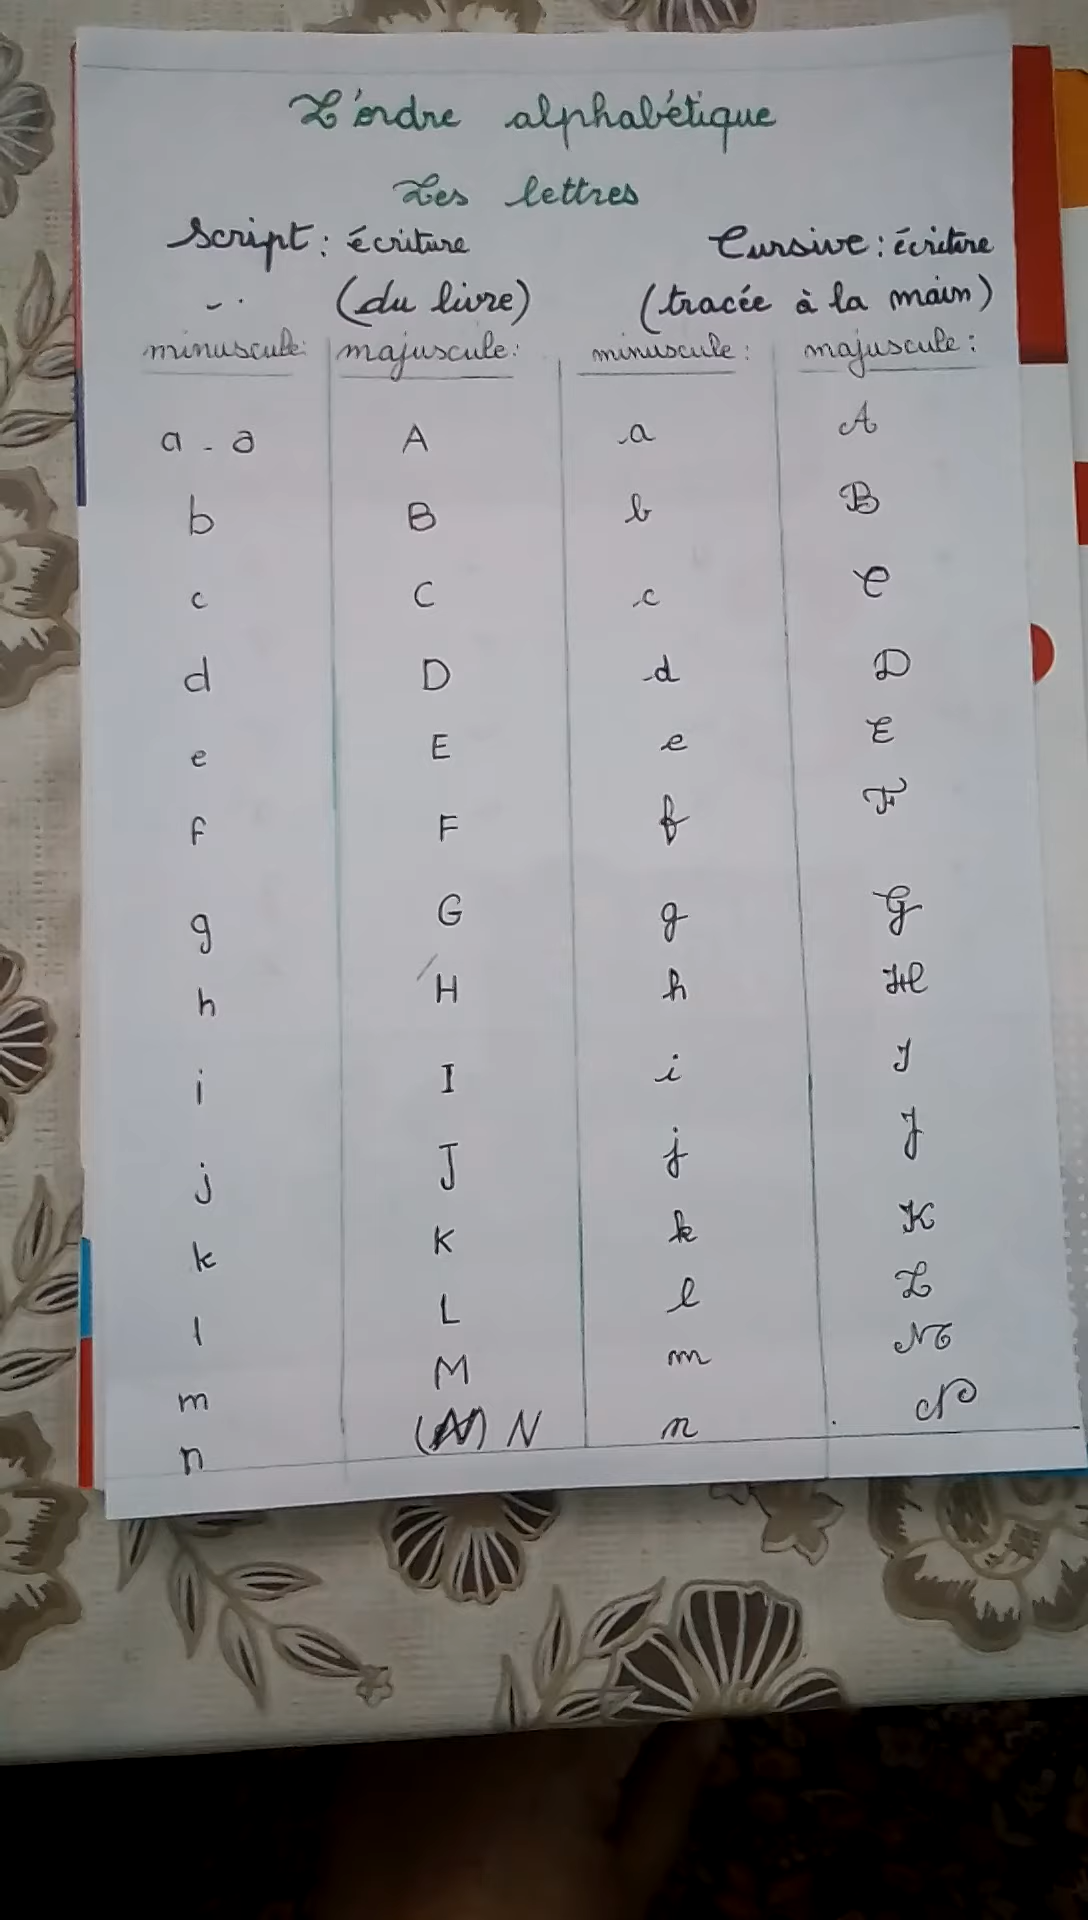 L'ordre alphabétique
Les lettres
Script : écriture Cursive : écriture
(du livre) (tracée à la main)
minuscule: majuscule: minuscule: majuscule:
a - a A a A
b B b B
c C c C
d D d D
e E e E
f F f F
g G g G
h H h H
i I i I
j J j J
k K k K
l L l L
m M m M
n (N) N n N